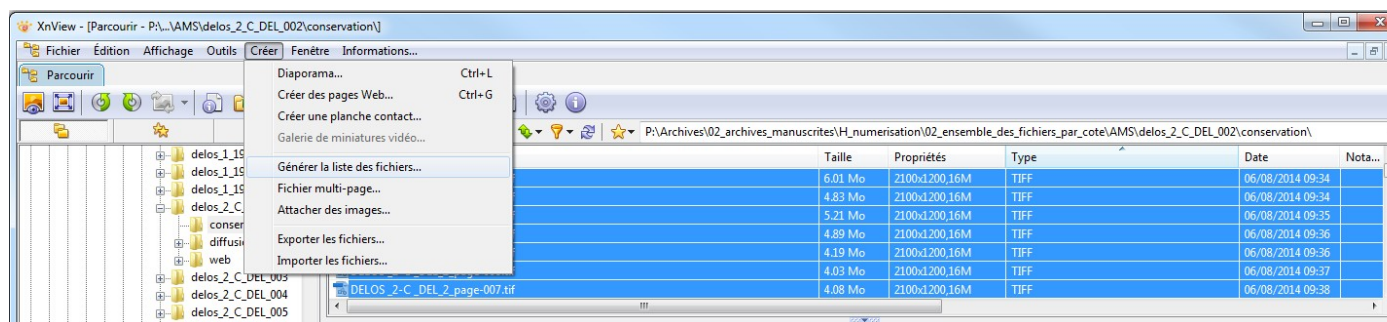 XnView - [Parcourir - P:\...\AMS\delos_2_C_DEL_002\conservation\]
Fichier Édition Affichage Outils Créer Fenêtre Informations...
Parcourir
Diaporama... Ctrl+L
Créer des pages Web... Ctrl+G
Créer une planche contact...
Galerie de miniatures vidéo...
Générer la liste des fichiers...
Fichier multi-page...
Attacher des images...
Exporter les fichiers...
Importer les fichiers...
P:\Archives\02_archives_manuscrites\H_numerisation\02_ensemble_des_fichiers_par_cote\AMS\delos_2_C_DEL_002\conservation\
delos_1_19
delos_1_19
delos_1_19
delos_2_C_
conser
diffusi
web
delos_2_C_DEL_003
delos_2_C_DEL_004
delos_2_C_DEL_005
Taille Propriétés Type Date Nota...
6.01 Mo 2100x1200,16M TIFF 06/08/2014 09:34
4.83 Mo 2100x1200,16M TIFF 06/08/2014 09:34
5.21 Mo 2100x1200,16M TIFF 06/08/2014 09:35
4.89 Mo 2100x1200,16M TIFF 06/08/2014 09:36
4.19 Mo 2100x1200,16M TIFF 06/08/2014 09:36
4.03 Mo 2100x1200,16M TIFF 06/08/2014 09:37
DELOS_2-C_DEL_2_page-007.tif 4.08 Mo 2100x1200,16M TIFF 06/08/2014 09:38